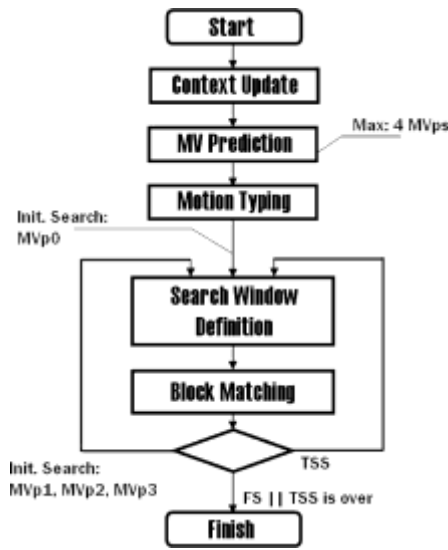 Start
Context Update
MV Prediction
Max: 4 MVps
Motion Typing
Init. Search:
MVp0
Search Window
Definition
Block Matching
TSS
Init. Search:
MVp1, MVp2, MVp3
FS || TSS is over
Finish